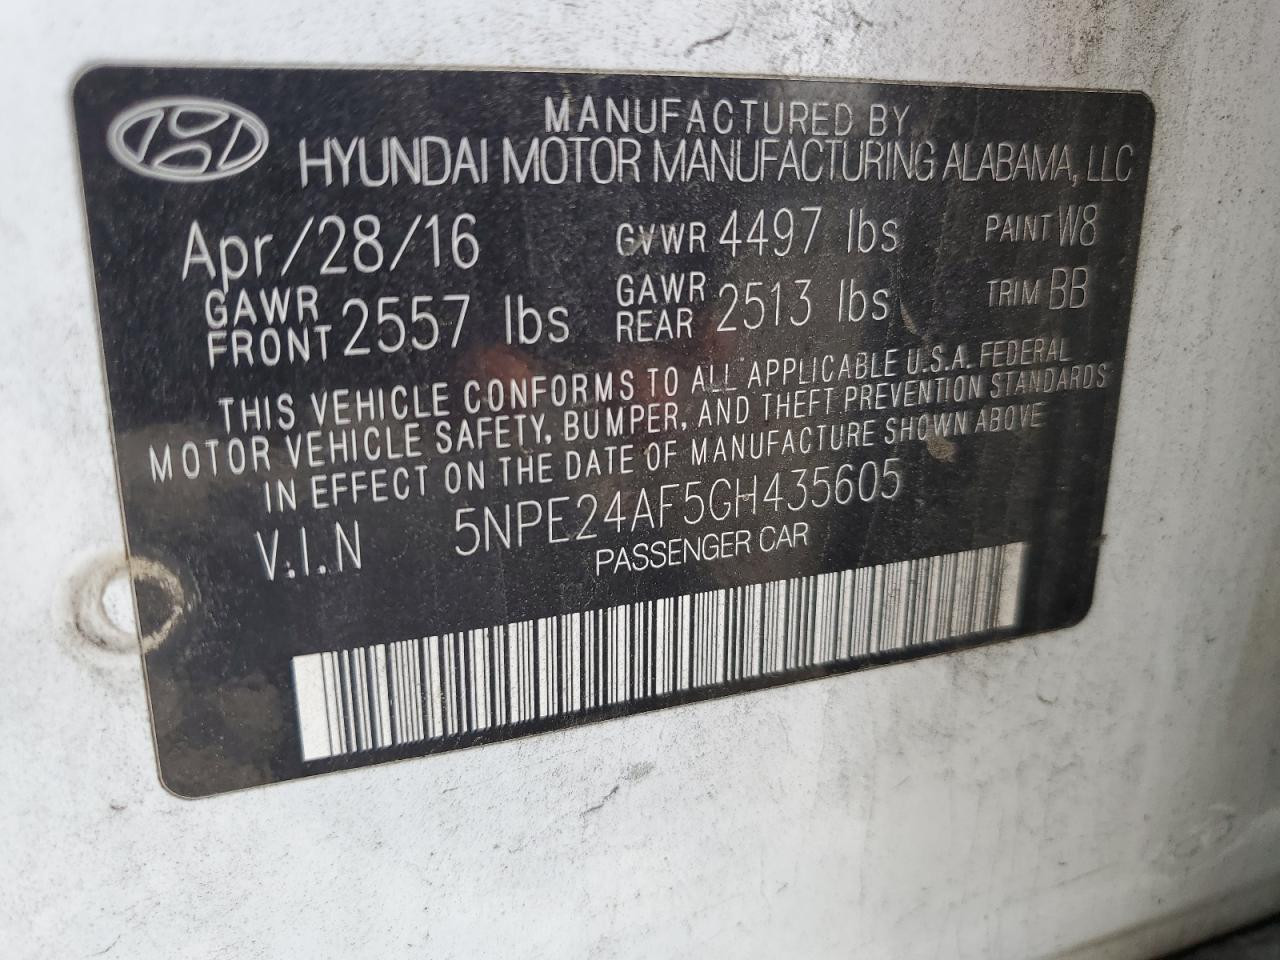 MANUFACTURED BY
HYUNDAI MOTOR MANUFACTURING ALABAMA, LLC
Apr/28/16 GVWR 4497 lbs PAINT W8
GAWR FRONT 2557 lbs GAWR REAR 2513 lbs TRIM BB
THIS VEHICLE CONFORMS TO ALL APPLICABLE U.S.A. FEDERAL
MOTOR VEHICLE SAFETY, BUMPER, AND THEFT PREVENTION STANDARDS
IN EFFECT ON THE DATE OF MANUFACTURE SHOWN ABOVE
V.I.N 5NPE24AF5GH435605
PASSENGER CAR